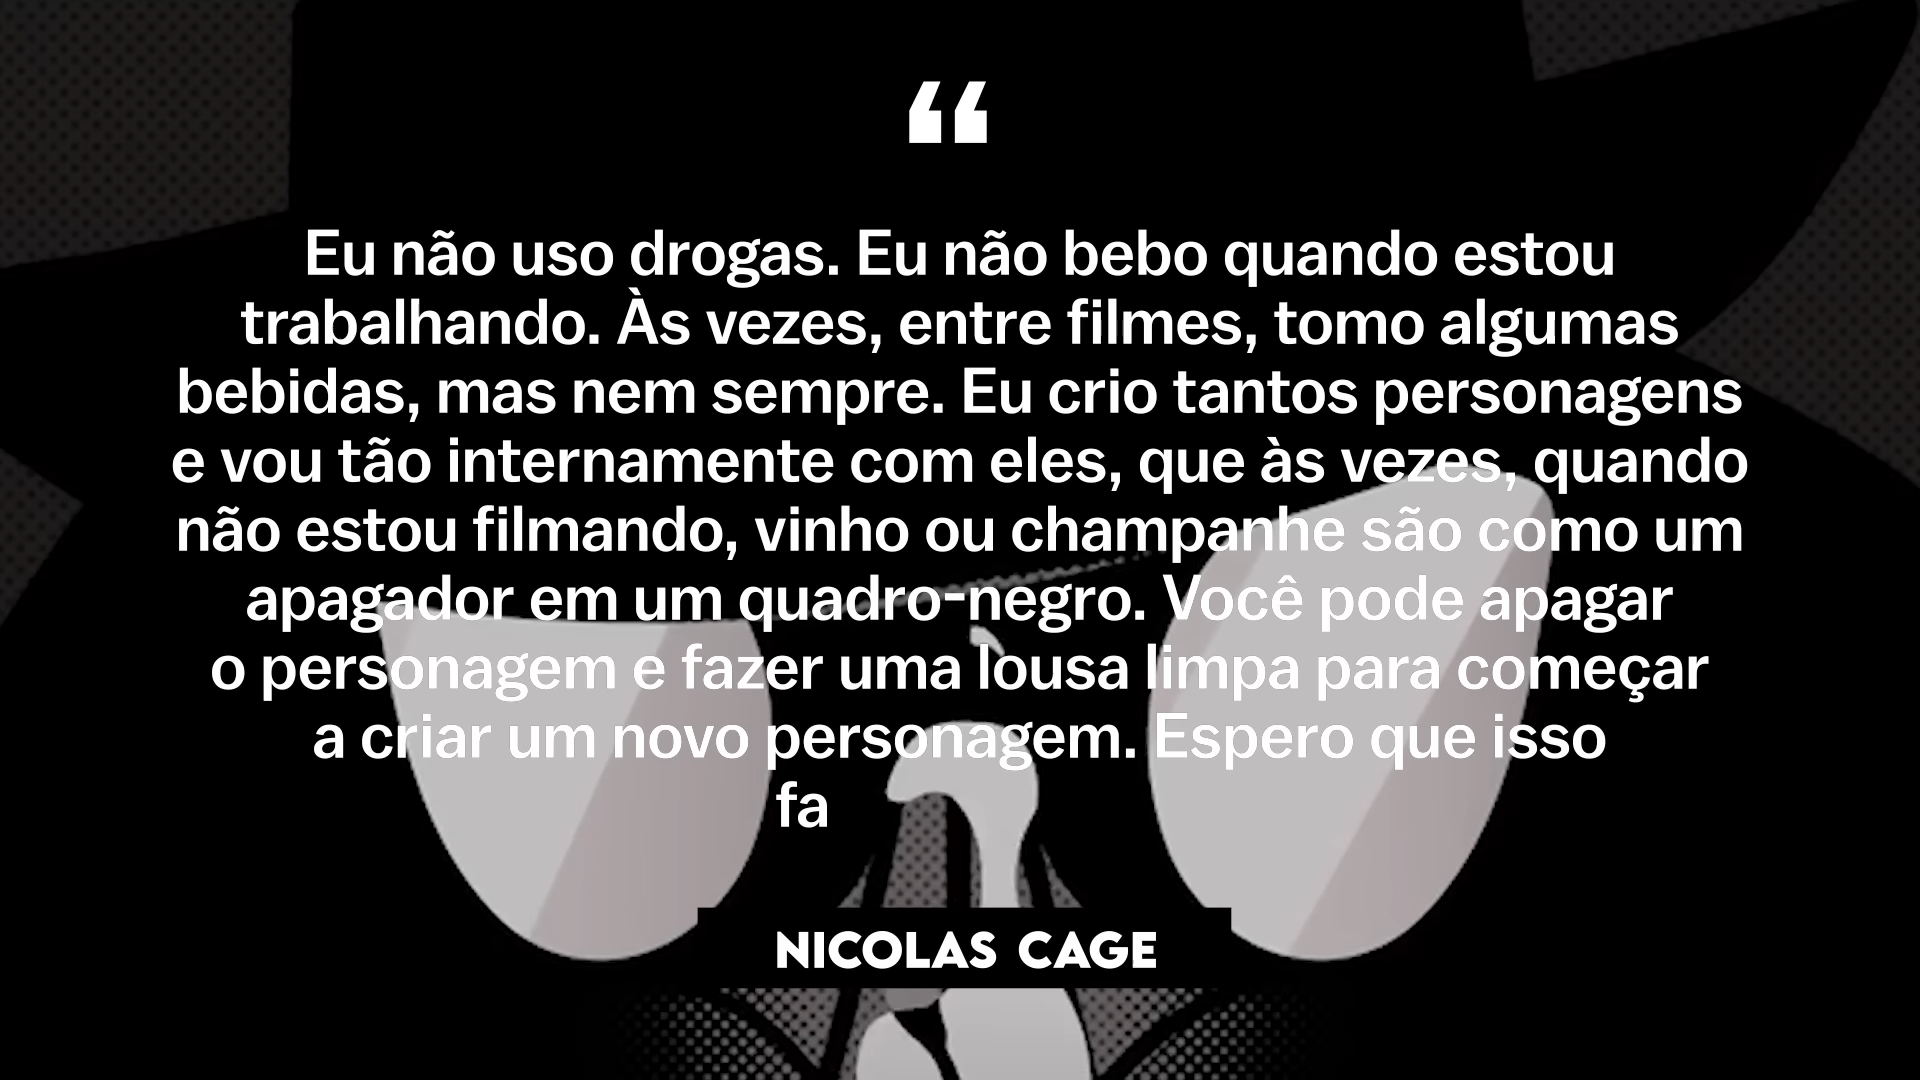 “
Eu não uso drogas. Eu não bebo quando estou
trabalhando. Às vezes, entre filmes, tomo algumas
bebidas, mas nem sempre. Eu crio tantos personagens
e vou tão internamente com eles, que às vezes, quando
não estou filmando, vinho ou champanhe são como um
apagador em um quadro-negro. Você pode apagar
o personagem e fazer uma lousa limpa para começar
a criar um novo personagem. Espero que isso
fa
NICOLAS CAGE